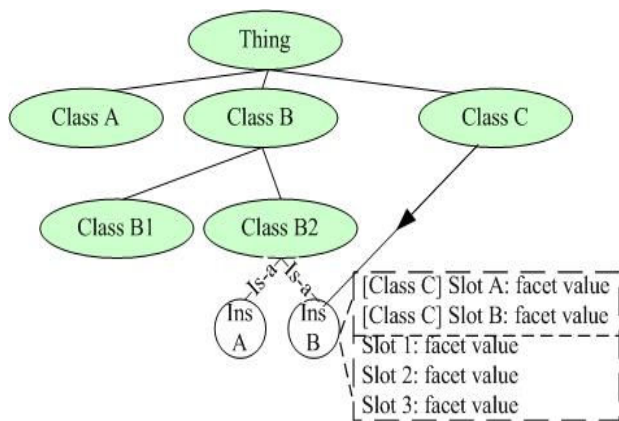 Thing
Class A
Class B
Class C
Class B1
Class B2
Is-a
Is-a
Ins
A
Ins
B
[Class C] Slot A: facet value
[Class C] Slot B: facet value
Slot 1: facet value
Slot 2: facet value
Slot 3: facet value